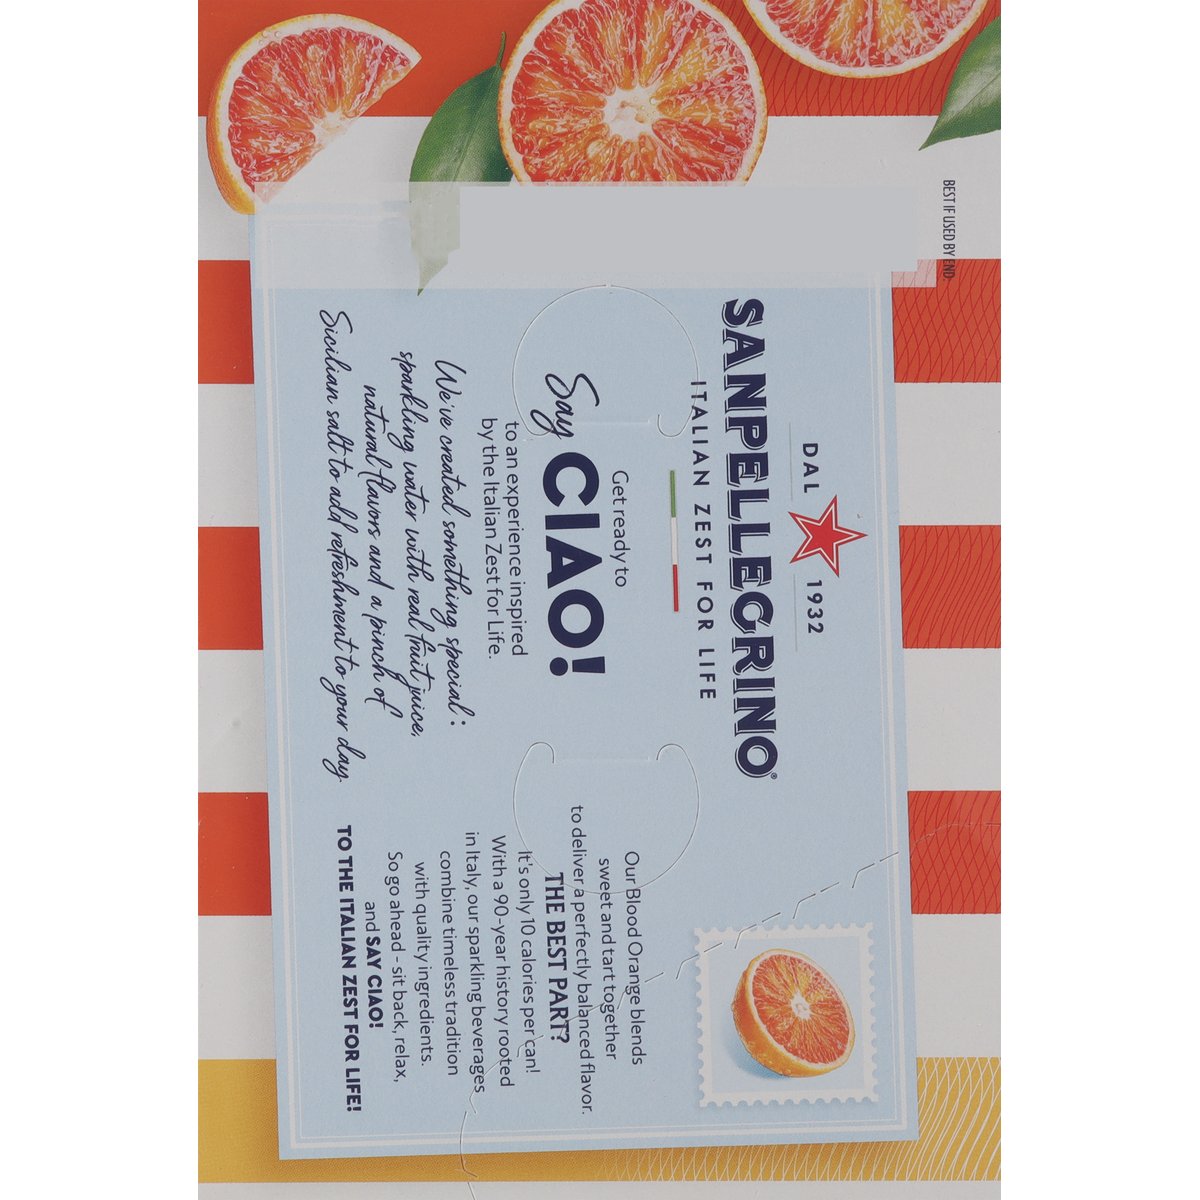 BEST IF USED BY END:
DAL 1932
SANPELLEGRINO®
ITALIAN ZEST FOR LIFE
Get ready to
Say CIAO!
to an experience inspired
by the Italian Zest for Life.
We've created something special:
sparkling water with real fruit juice,
natural flavors and a pinch of
Sicilian salt to add refreshment to your day.
Our Blood Orange blends
sweet and tart together
to deliver a perfectly balanced flavor.
THE BEST PART?
It's only 10 calories per can!
With a 90-year history rooted
in Italy, our sparkling beverages
combine timeless tradition
with quality ingredients.
So go ahead - sit back, relax,
and SAY CIAO!
TO THE ITALIAN ZEST FOR LIFE!